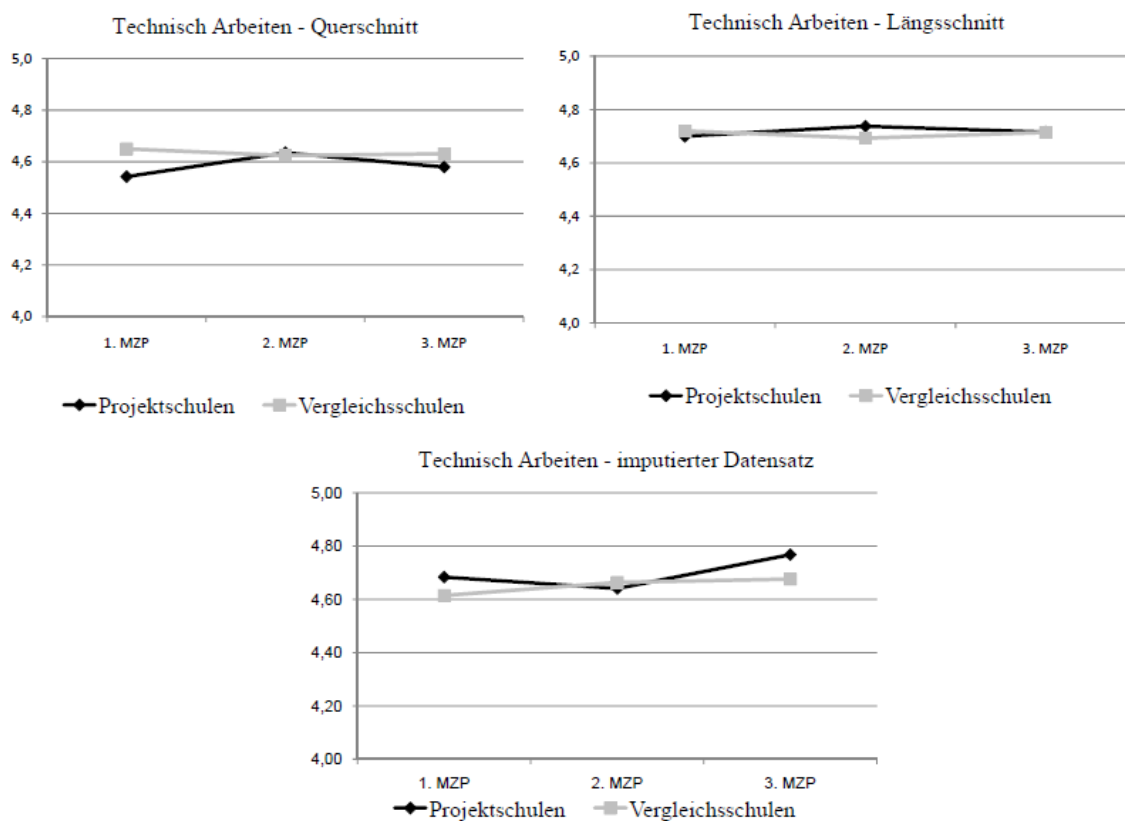 Technisch Arbeiten - Querschnitt
5,0
4,8
4,6
4,4
4,2
4,0
1. MZP 2. MZP 3. MZP
Projektschulen Vergleichsschulen
Technisch Arbeiten - Längsschnitt
5,0
4,8
4,6
4,4
4,2
4,0
1. MZP 2. MZP 3. MZP
Projektschulen Vergleichsschulen
Technisch Arbeiten - imputierter Datensatz
5,00
4,80
4,60
4,40
4,20
4,00
1. MZP 2. MZP 3. MZP
Projektschulen Vergleichsschulen